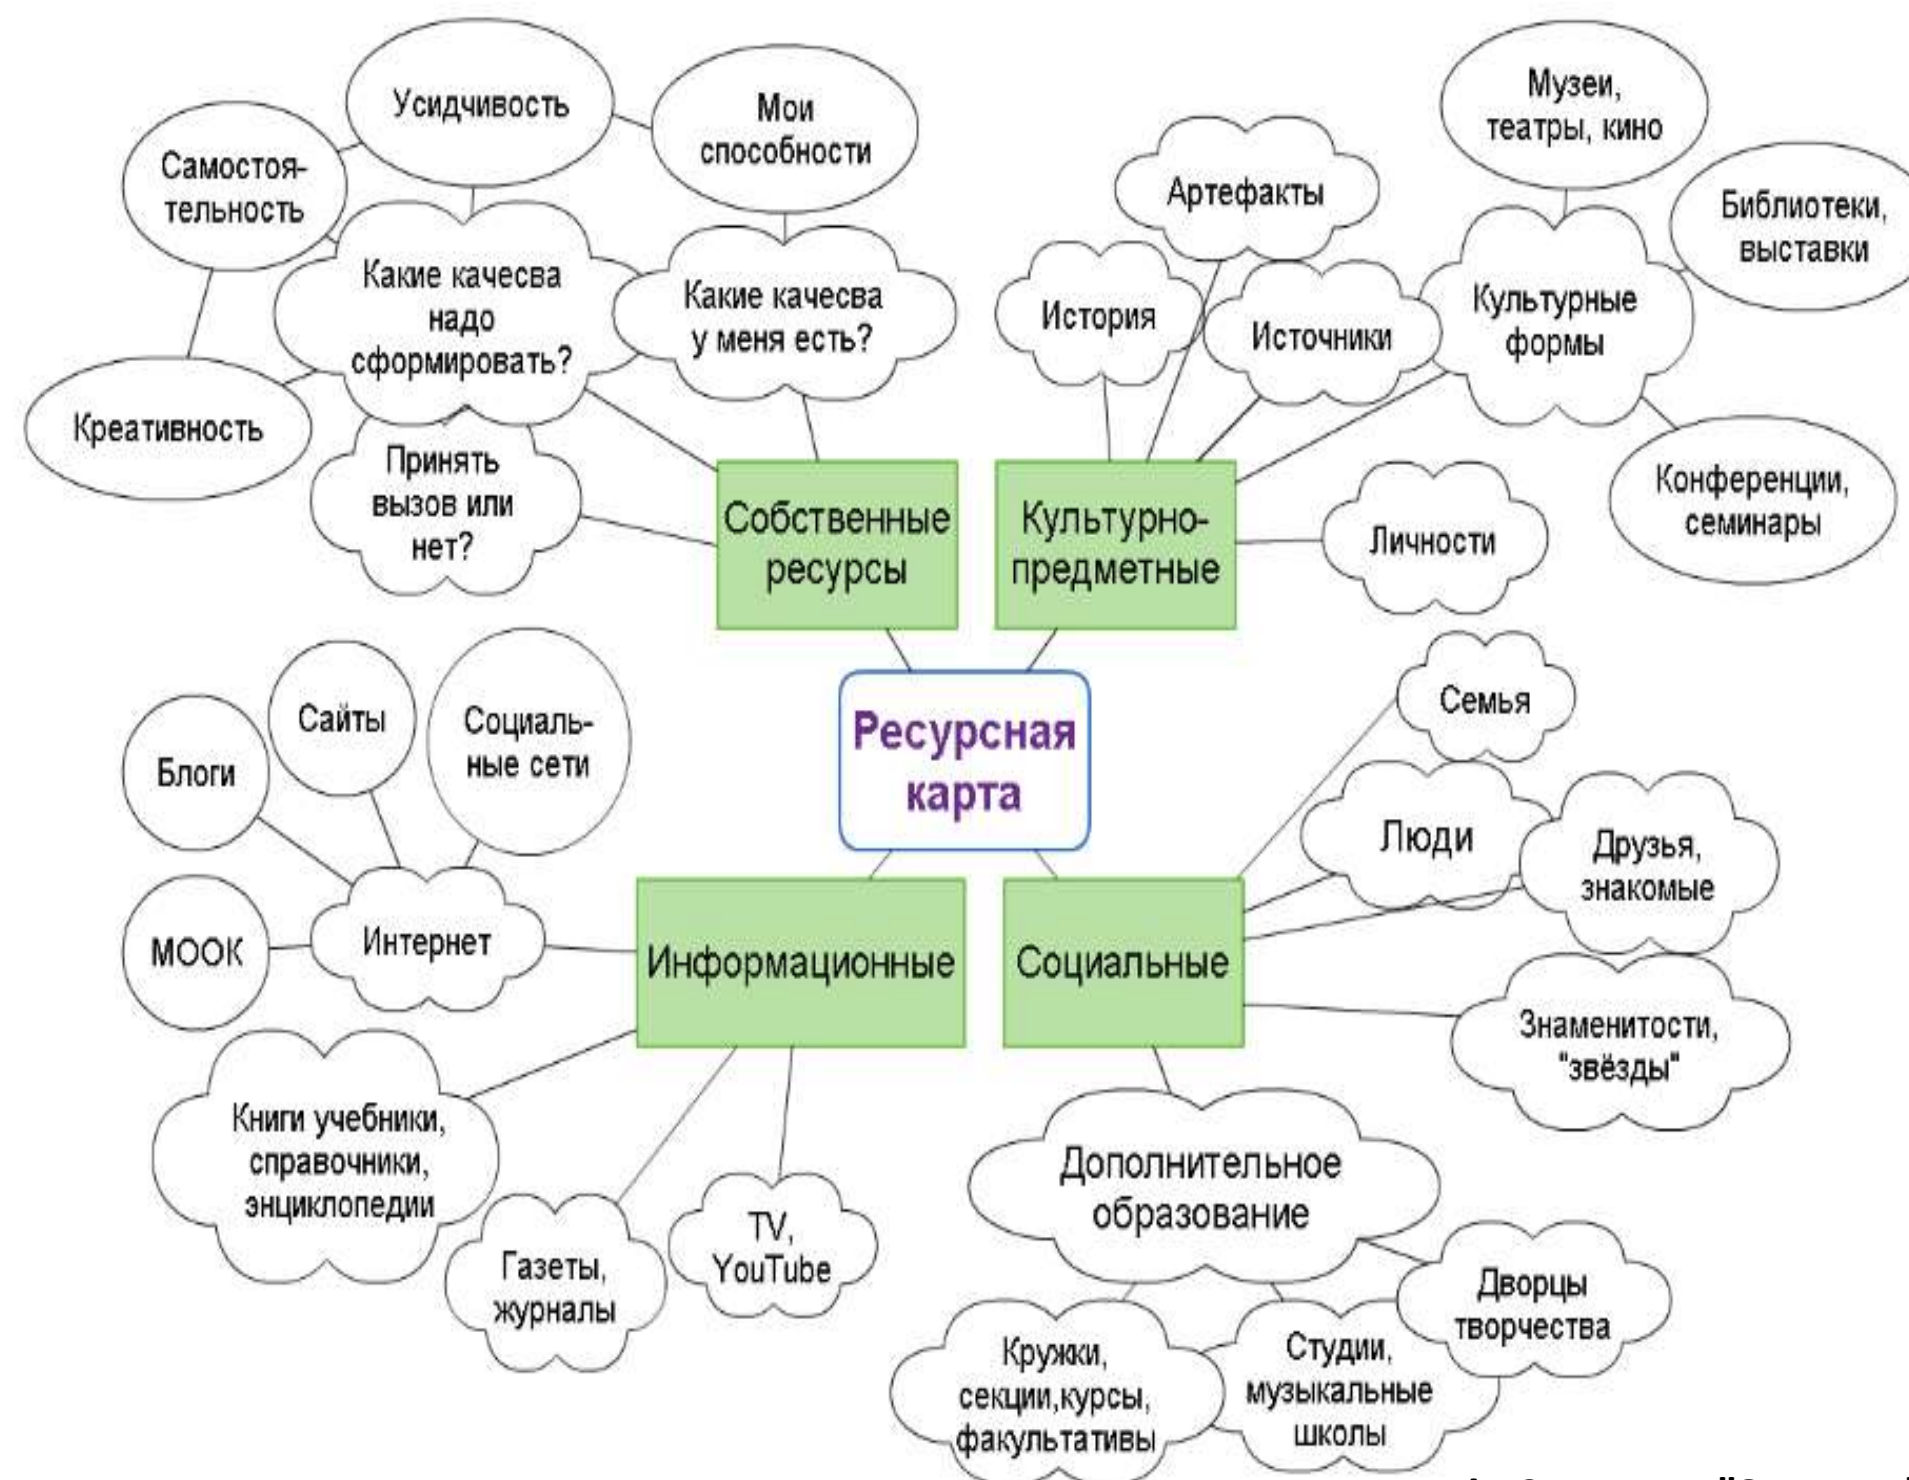 Усидчивость
Мои
способности
Самостоя-
тельность
Какие качесва
надо
сформировать?
Какие качесва
у меня есть?
Креативность
Принять
вызов или
нет?
Собственные
ресурсы
Музеи,
театры, кино
Артефакты
Библиотеки,
выставки
История
Источники
Культурные
формы
Конференции,
семинары
Культурно-
предметные
Личности
Ресурсная
карта
Сайты
Социаль-
ные сети
Блоги
МООК
Интернет
Информационные
Книги учебники,
справочники,
энциклопедии
Газеты,
журналы
TV,
YouTube
Семья
Люди
Друзья,
знакомые
Социальные
Знаменитости,
"звёзды"
Дополнительное
образование
Дворцы
творчества
Кружки,
секции,курсы,
факультативы
Студии,
музыкальные
школы